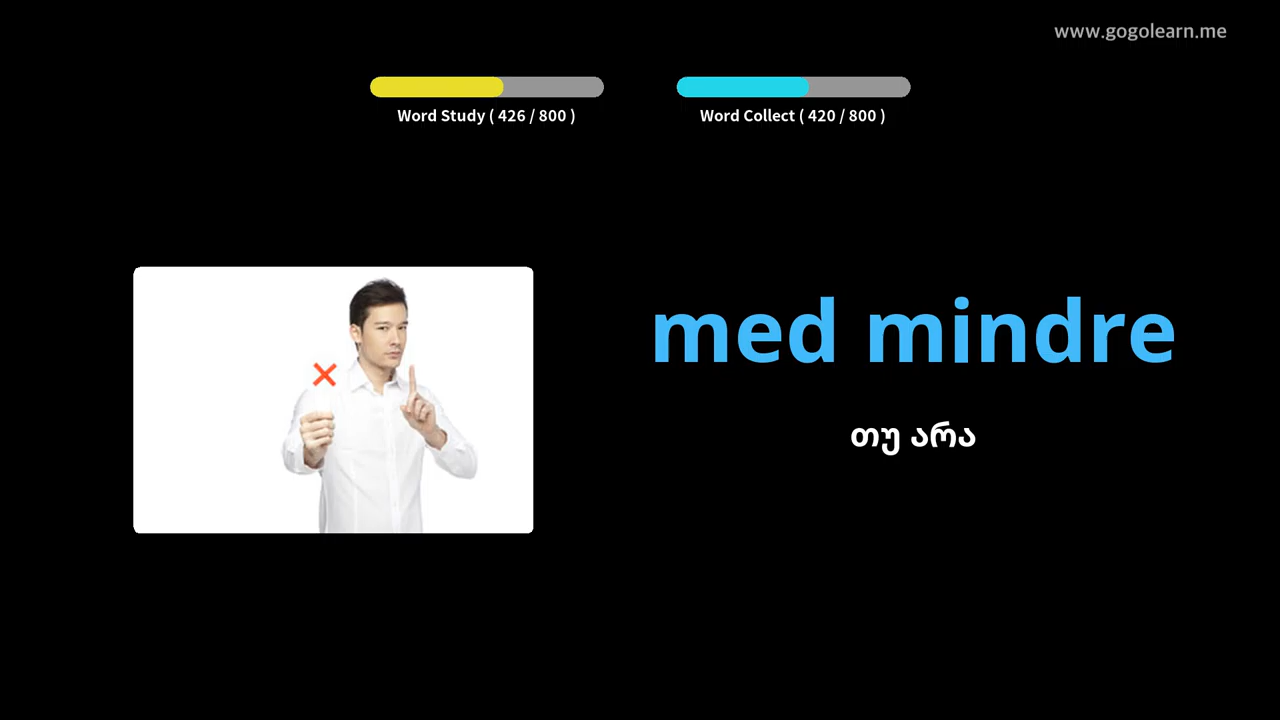 www.gogolearn.me
Word Study ( 426 / 800 )
Word Collect ( 420 / 800 )
med mindre
თუ არა